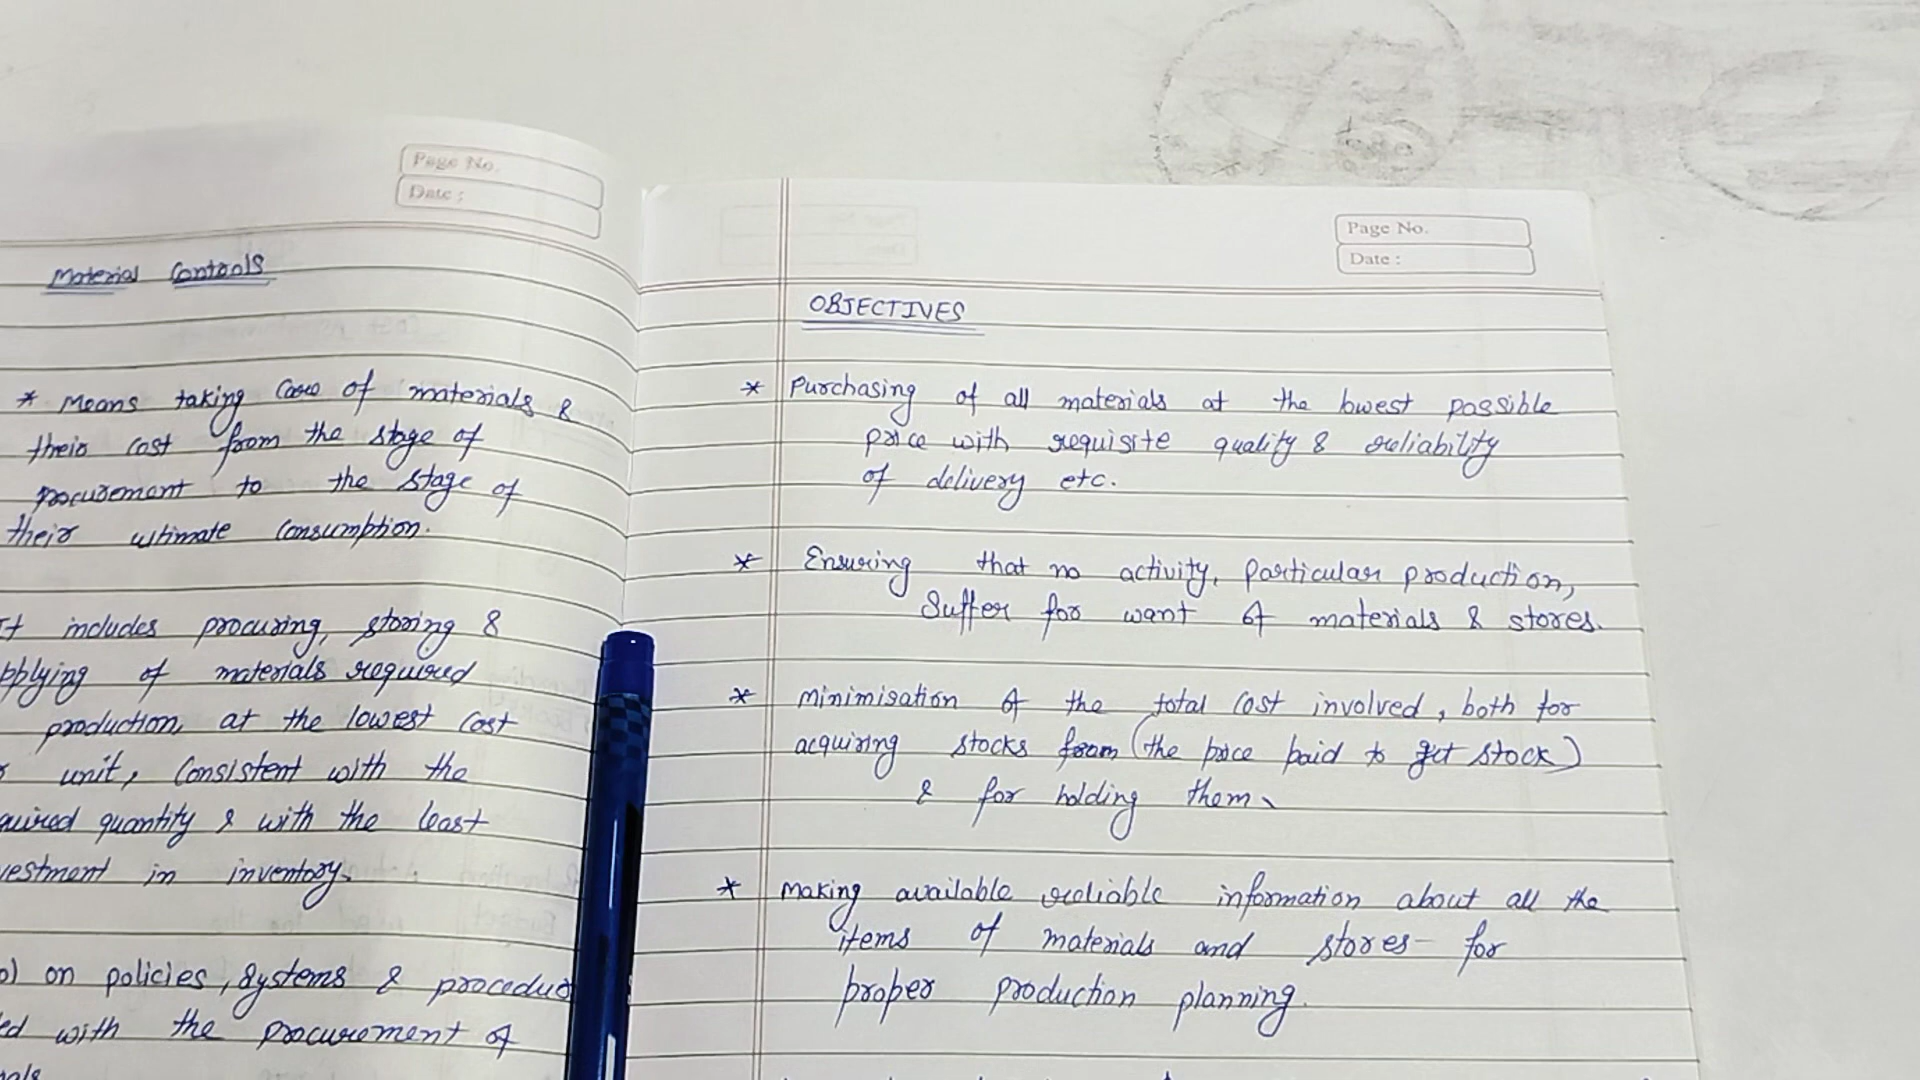 Page No.
Date :
Material Controls
* Means taking Care of materials &
their cost from the stage of
procurement to the stage of
their ultimate Consumption.
It includes procuring, storing &
of materials required
production, at the lowest Cost
unit, Consistent with the
quantity & with the least
in inventory.
on policies, Systems &
with the procurement of
Page No.
Date :
OBJECTIVES
* Purchasing of all materials at the lowest possible
price with requisite quality & reliability
of delivery etc.
* Ensuring that no activity, Particular production,
Suffer for want of materials & stores.
* minimisation of the total Cost involved, both for
acquiring stocks from (the price paid to get stock)
& for holding them.
* Making available reliable information about all the
items of materials and stores for
proper production planning.